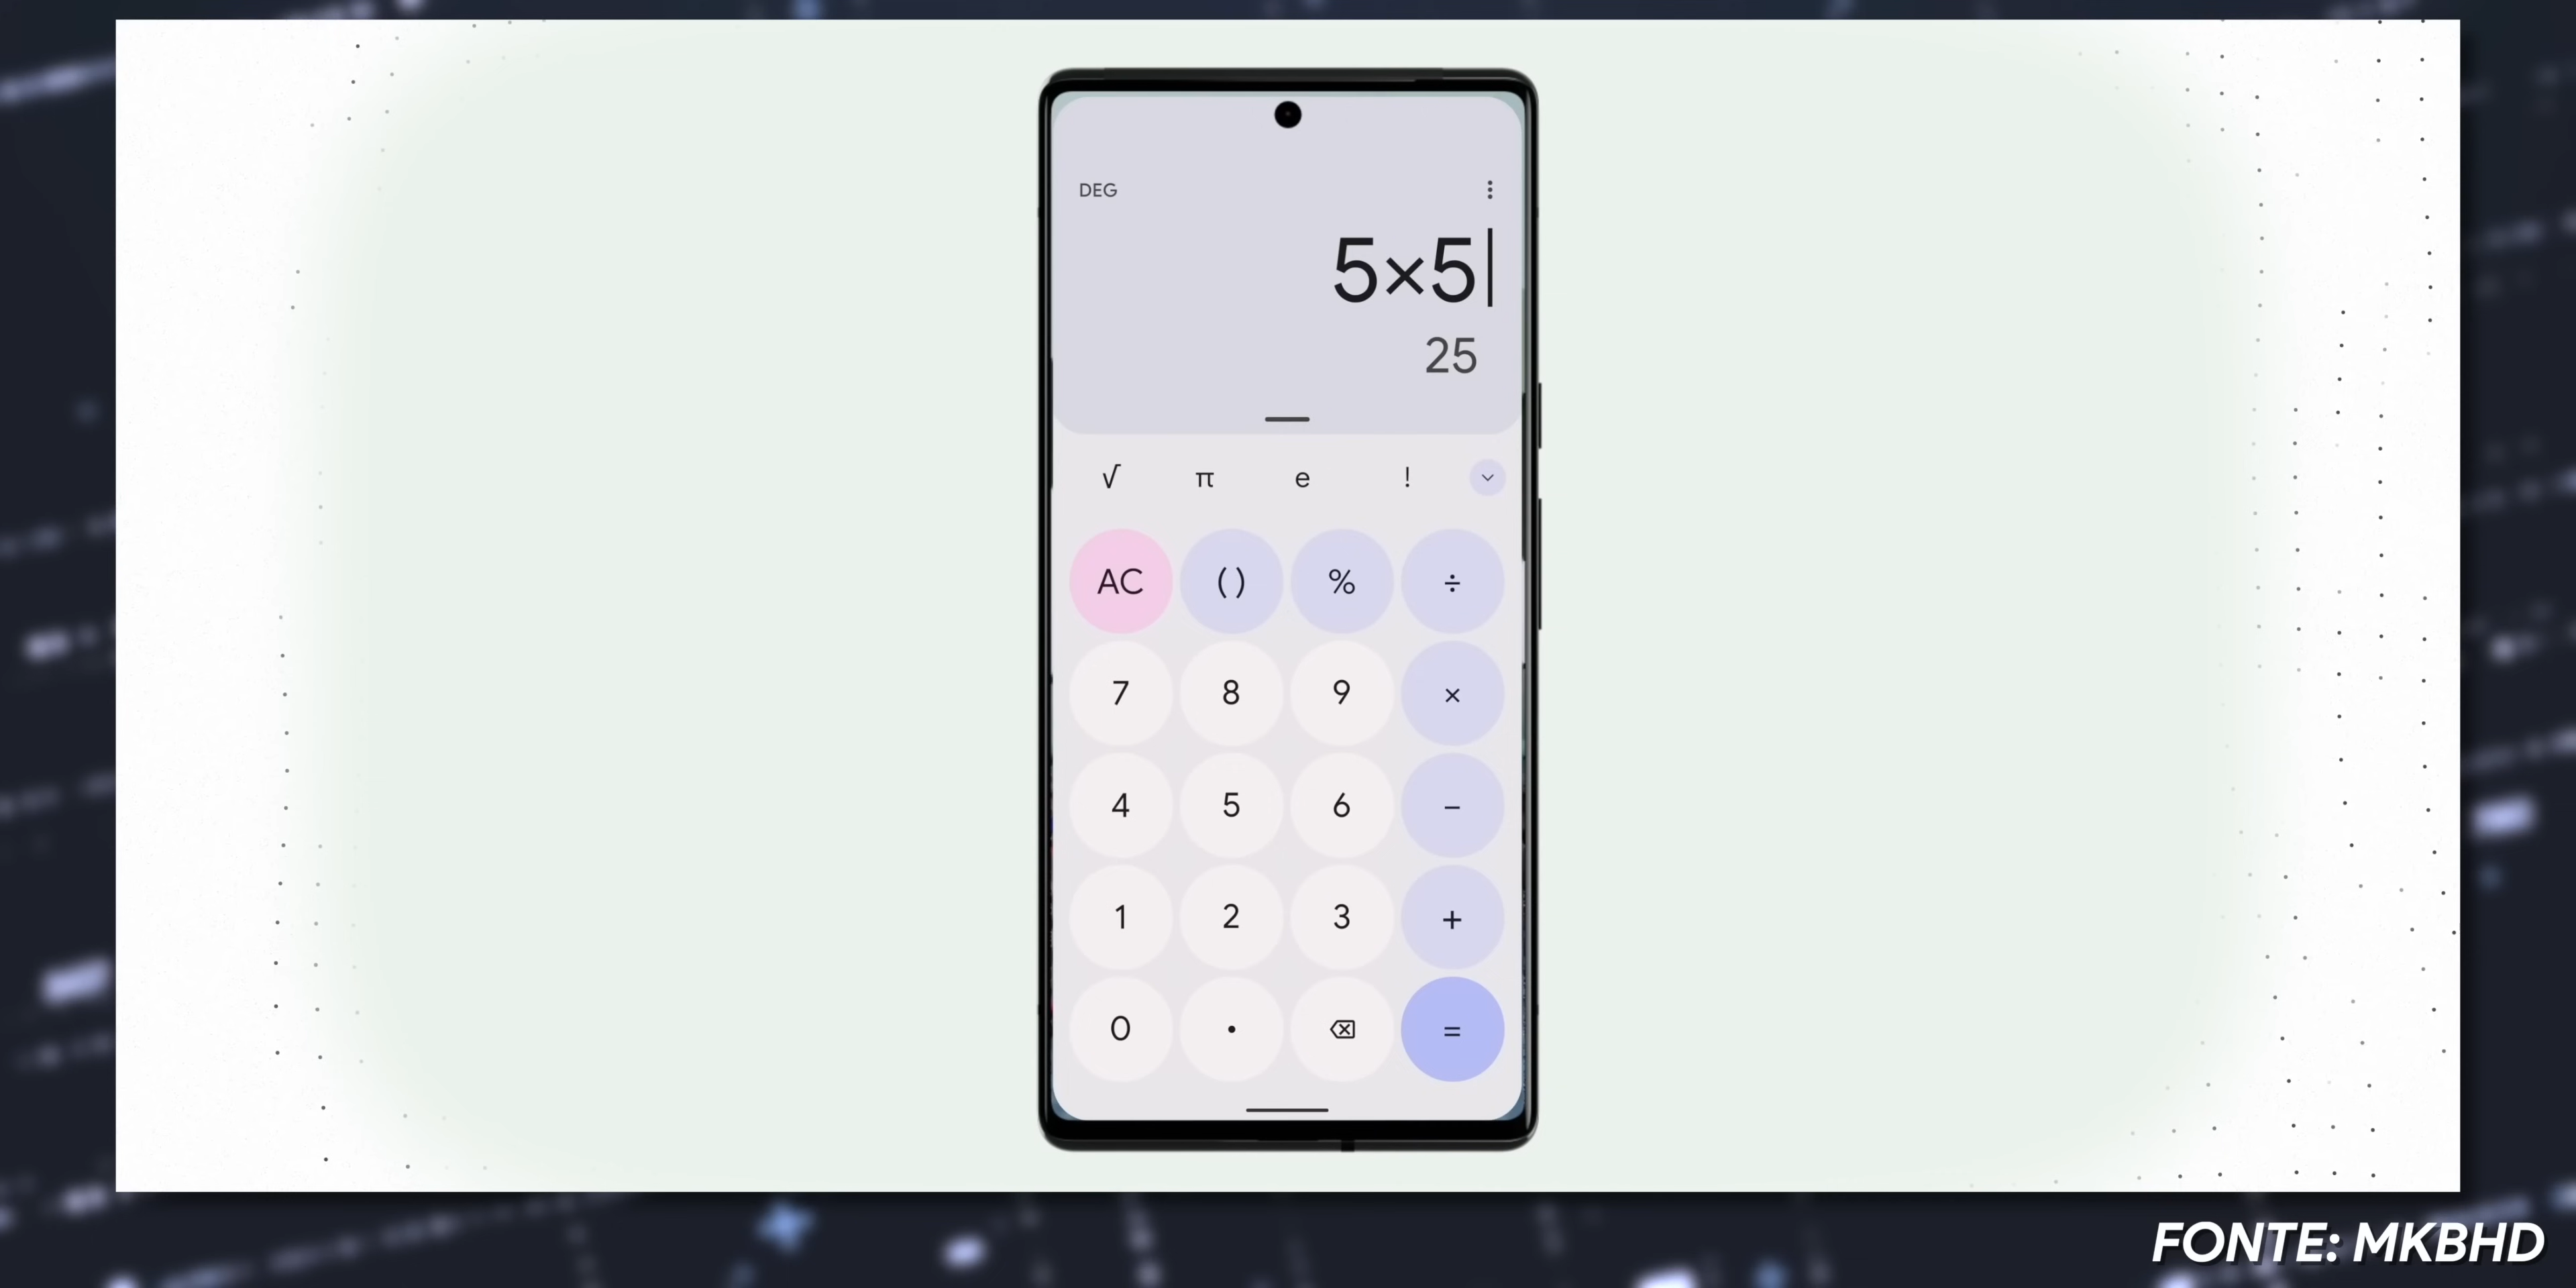 DEG
5×5
25
√ π e !
AC () % ÷
7 8 9 ×
4 5 6 −
1 2 3 +
0 . =
FONTE: MKBHD